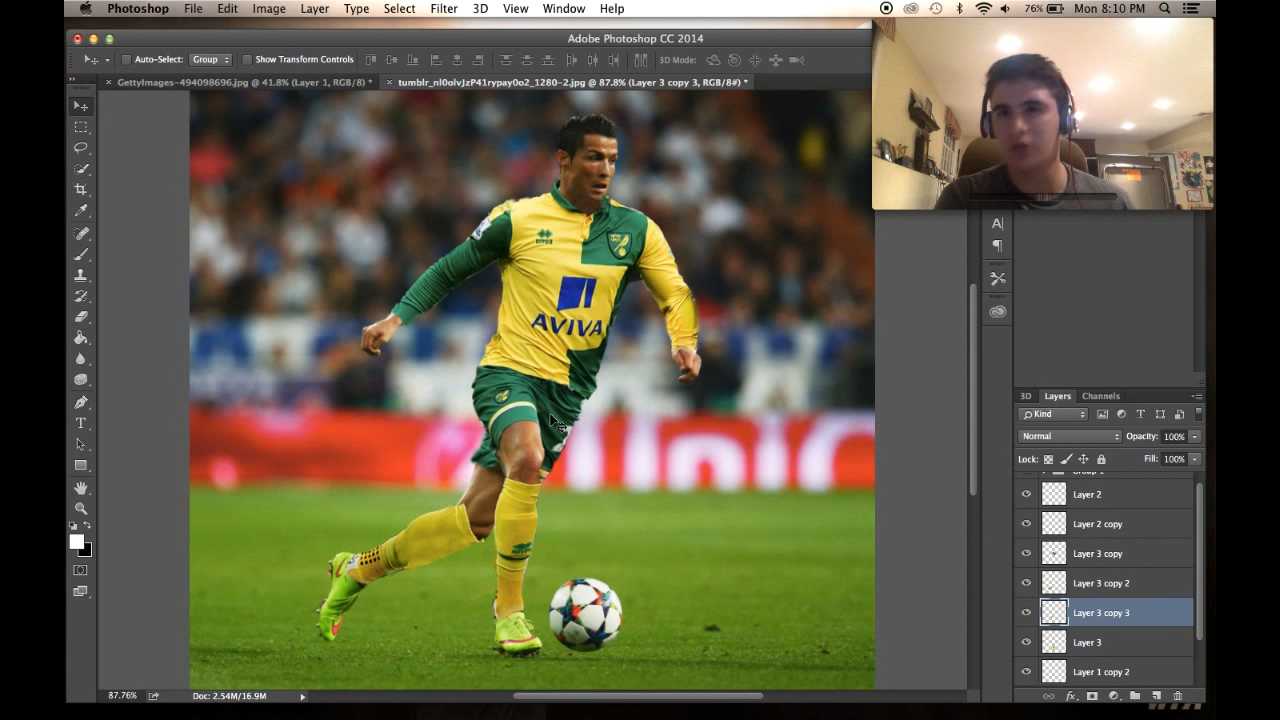 Photoshop File Edit Image Layer Type Select Filter 3D View Window Help 76% Mon 8:10 PM
Adobe Photoshop CC 2014
Auto-Select: Group Show Transform Controls 3D Mode:
× GettyImages-494098696.jpg @ 41.8% (Layer 1, RGB/8) * × tumblr_nl0olvJzP41rypay0o2_1280-2.jpg @ 87.8% (Layer 3 copy 3, RGB/8#) *
AVIVA
UniC
3D Layers Channels
Kind
Normal Opacity: 100%
Lock: Fill: 100%
Group 1
Layer 2
Layer 2 copy
Layer 3 copy
Layer 3 copy 2
Layer 3 copy 3
Layer 3
Layer 1 copy 2
87.76% Doc: 2.54M/16.9M